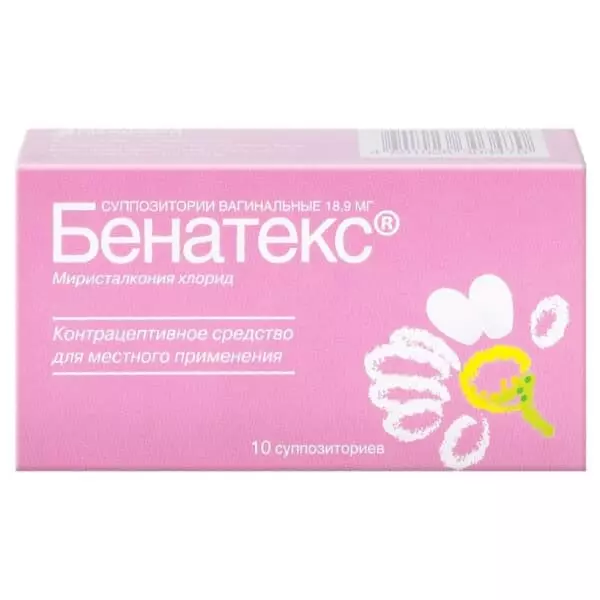 СУППОЗИТОРИИ ВАГИНАЛЬНЫЕ 18,9 МГ
Бенатекс®
Миристалкония хлорид
Контрацептивное средство
для местного применения
10 суппозиториев